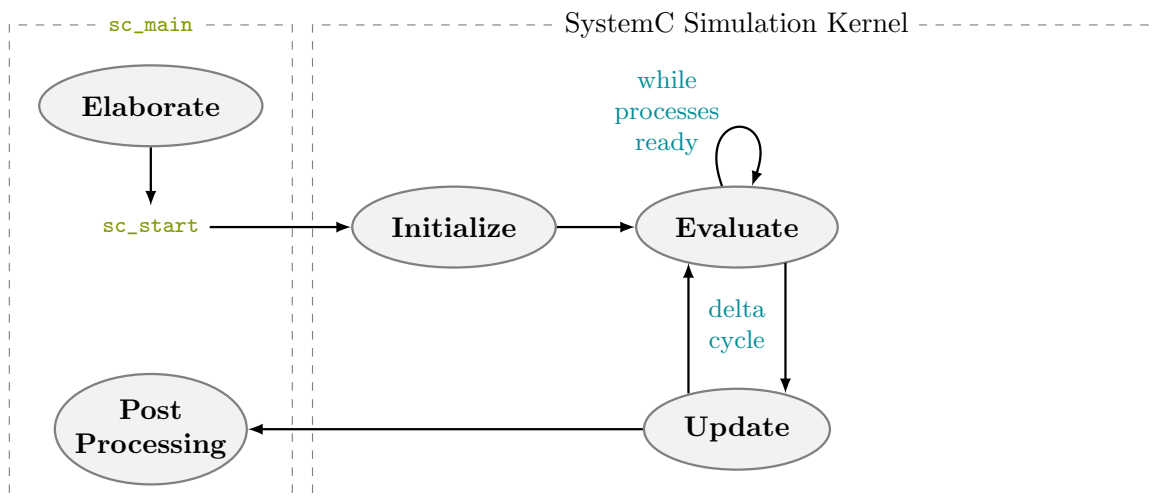 sc_main
SystemC Simulation Kernel
Elaborate
while
processes
ready
sc_start
Initialize
Evaluate
delta
cycle
Post
Processing
Update